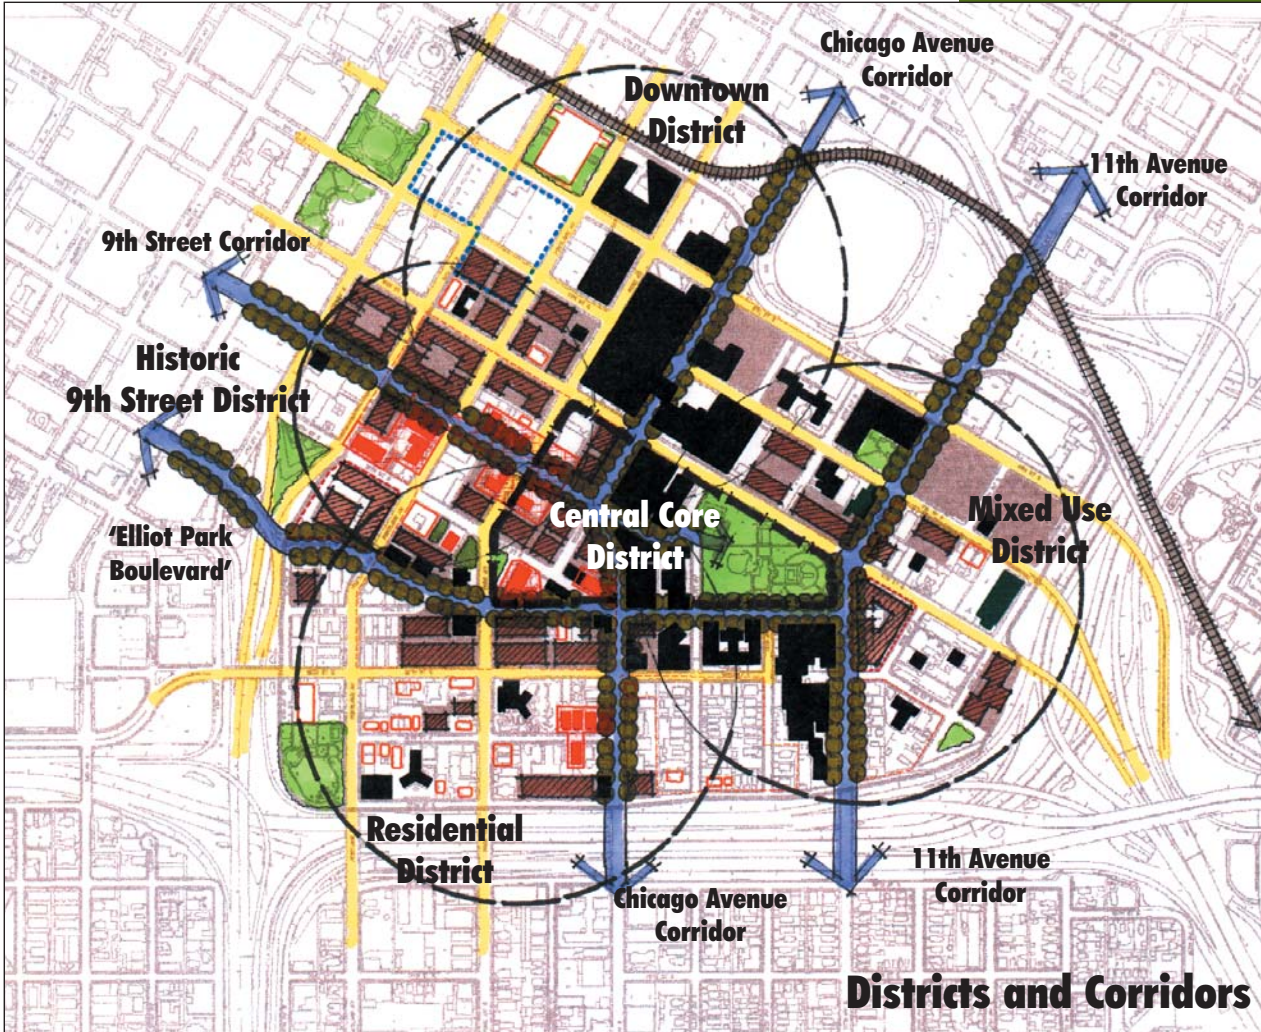 Chicago Avenue
Corridor
Downtown
District
11th Avenue
Corridor
9th Street Corridor
Historic
9th Street District
'Elliot Park
Boulevard'
Central Core
District
Mixed Use
District
Residential
District
Chicago Avenue
Corridor
11th Avenue
Corridor
Districts and Corridors